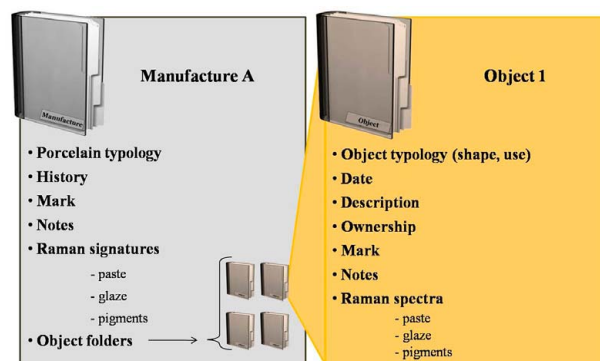 Manufacture A
Manufacture
• Porcelain typology
• History
• Mark
• Notes
• Raman signatures
- paste
- glaze
- pigments
• Object folders
Object 1
Object
• Object typology (shape, use)
• Date
• Description
• Ownership
• Mark
• Notes
• Raman spectra
- paste
- glaze
- pigments